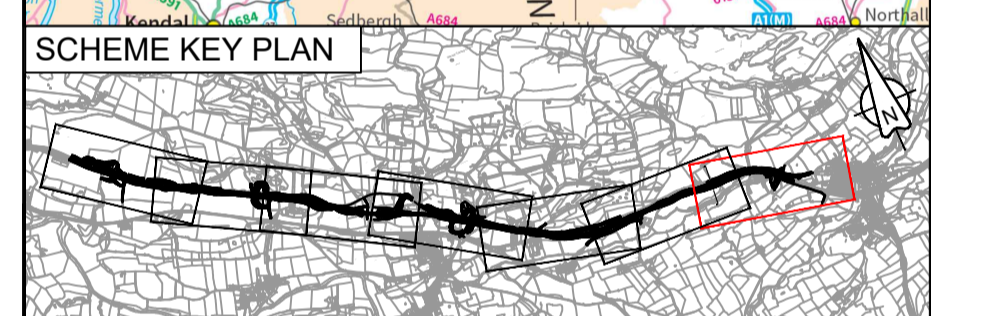 Kendal A684 Sedbergh A684 A1(M) A684 Northall
SCHEME KEY PLAN
N